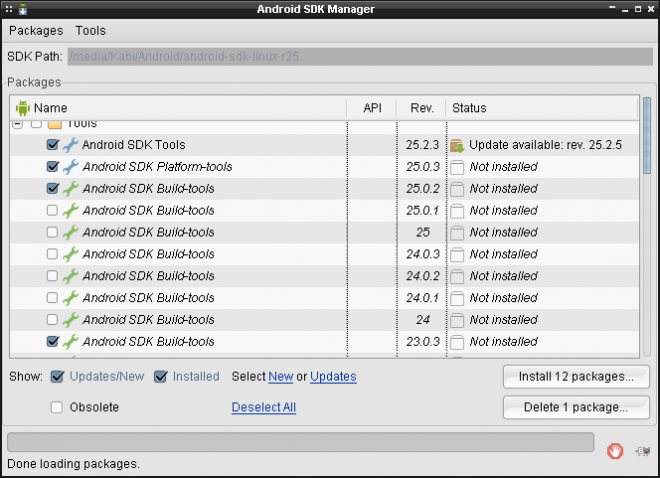 Android SDK Manager
Packages Tools
SDK Path: /media/Kabi/Android/android-sdk-linux-r25
Packages
Name API Rev. Status
Tools
Android SDK Tools 25.2.3 Update available: rev. 25.2.5
Android SDK Platform-tools 25.0.3 Not installed
Android SDK Build-tools 25.0.2 Not installed
Android SDK Build-tools 25.0.1 Not installed
Android SDK Build-tools 25 Not installed
Android SDK Build-tools 24.0.3 Not installed
Android SDK Build-tools 24.0.2 Not installed
Android SDK Build-tools 24.0.1 Not installed
Android SDK Build-tools 24 Not installed
Android SDK Build-tools 23.0.3 Not installed
Show: Updates/New Installed Select New or Updates Install 12 packages...
Obsolete Deselect All Delete 1 package...
Done loading packages.